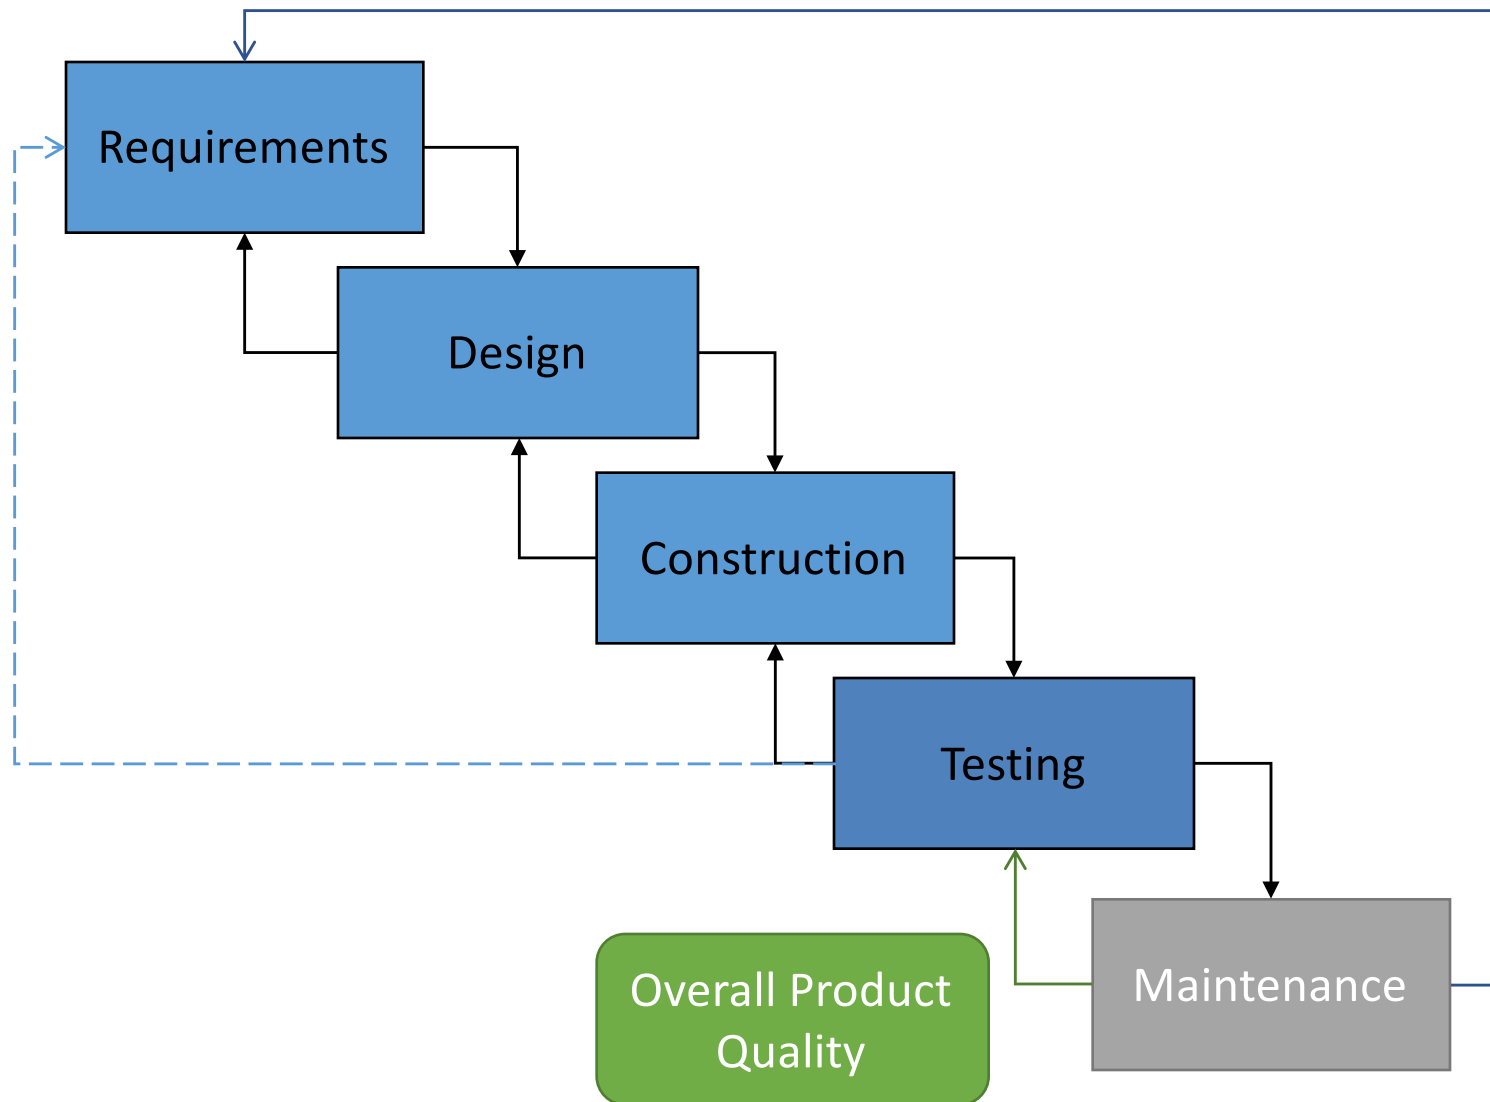 Requirements
Design
Construction
Testing
Overall Product
Quality
Maintenance